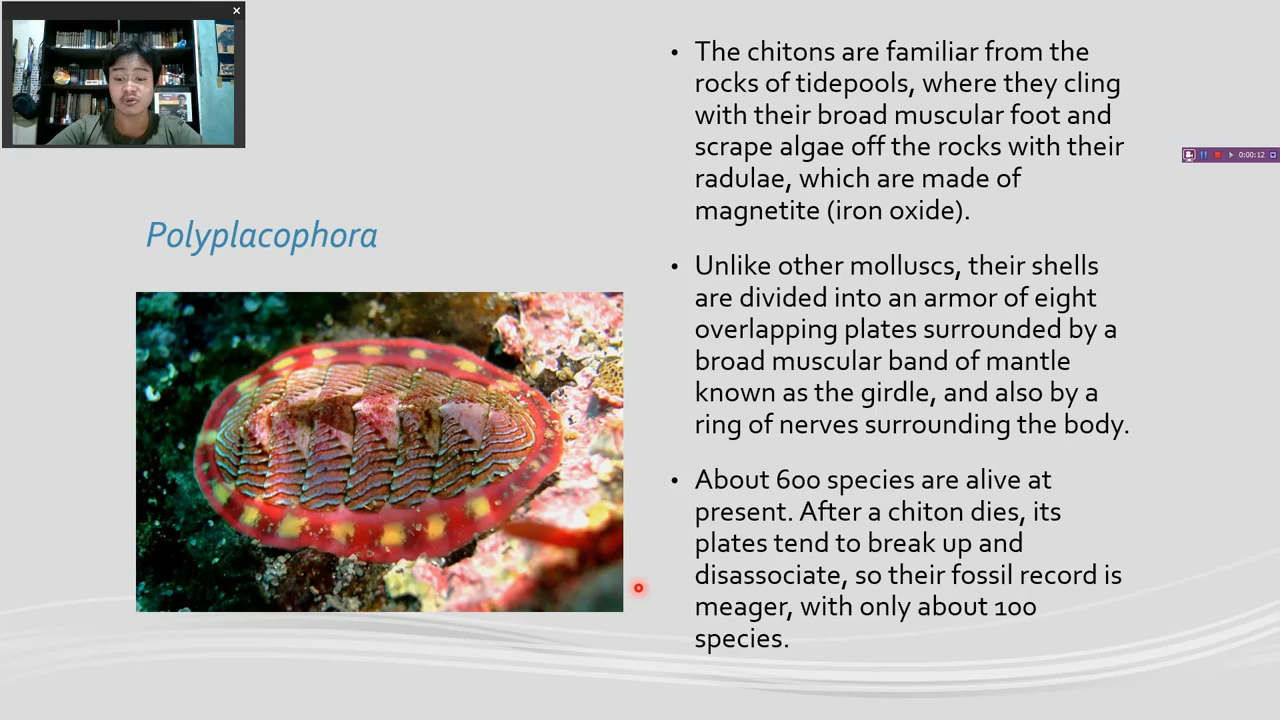 Polyplacophora
• The chitons are familiar from the
rocks of tidepools, where they cling
with their broad muscular foot and
scrape algae off the rocks with their
radulae, which are made of
magnetite (iron oxide).
• Unlike other molluscs, their shells
are divided into an armor of eight
overlapping plates surrounded by a
broad muscular band of mantle
known as the girdle, and also by a
ring of nerves surrounding the body.
• About 600 species are alive at
present. After a chiton dies, its
plates tend to break up and
disassociate, so their fossil record is
meager, with only about 100
species.
0:00:12